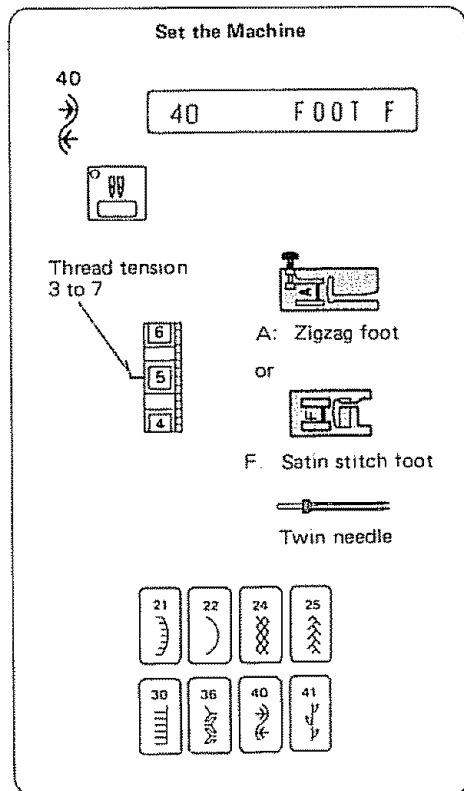 Set the Machine
40
40 FOOT F
Thread tension
3 to 7
6
5
4
A
A: Zigzag foot
or
F
F. Satin stitch foot
Twin needle
21 22 24 25
30 36 40 41